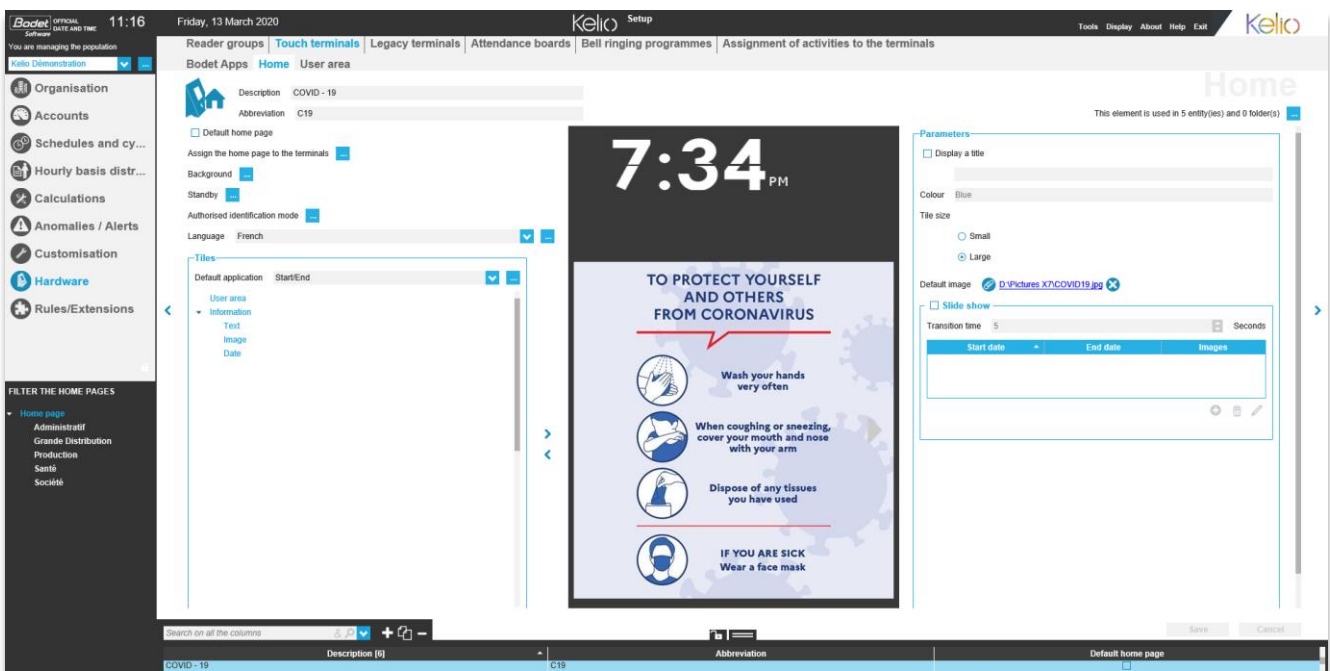 Bodet OFFICIAL DATE AND TIME 11:16
Software
Friday, 13 March 2020
Kelio Setup
Tools Display About Help Exit
Kelio
You are managing the population
Kelio Démonstration
Reader groups Touch terminals Legacy terminals Attendance boards Bell ringing programmes Assignment of activities to the terminals
Bodet Apps Home User area
Organisation
Accounts
Schedules and cy...
Hourly basis distr...
Calculations
Anomalies / Alerts
Customisation
Hardware
Rules/Extensions
FILTER THE HOME PAGES
Home page
Administratif
Grande Distribution
Production
Santé
Société
Home
Description COVID - 19
Abbreviation C19
This element is used in 5 entity(ies) and 0 folder(s) ...
Default home page
Assign the home page to the terminals ...
Background ...
Standby ...
Authorised identification mode ...
Language French
Tiles
Default application Start/End
User area
Information
Text
Image
Date
7:34 PM
TO PROTECT YOURSELF
AND OTHERS
FROM CORONAVIRUS
Wash your hands
very often
When coughing or sneezing,
cover your mouth and nose
with your arm
Dispose of any tissues
you have used
IF YOU ARE SICK
Wear a face mask
Parameters
Display a title
Colour Blue
Tile size
Small
Large
Default image D:\Pictures X7\COVID19.jpg
Slide show
Transition time 5 Seconds
Start date End date Images
Save Cancel
Search on all the columns
Description [6] Abbreviation Default home page
COVID - 19 C19